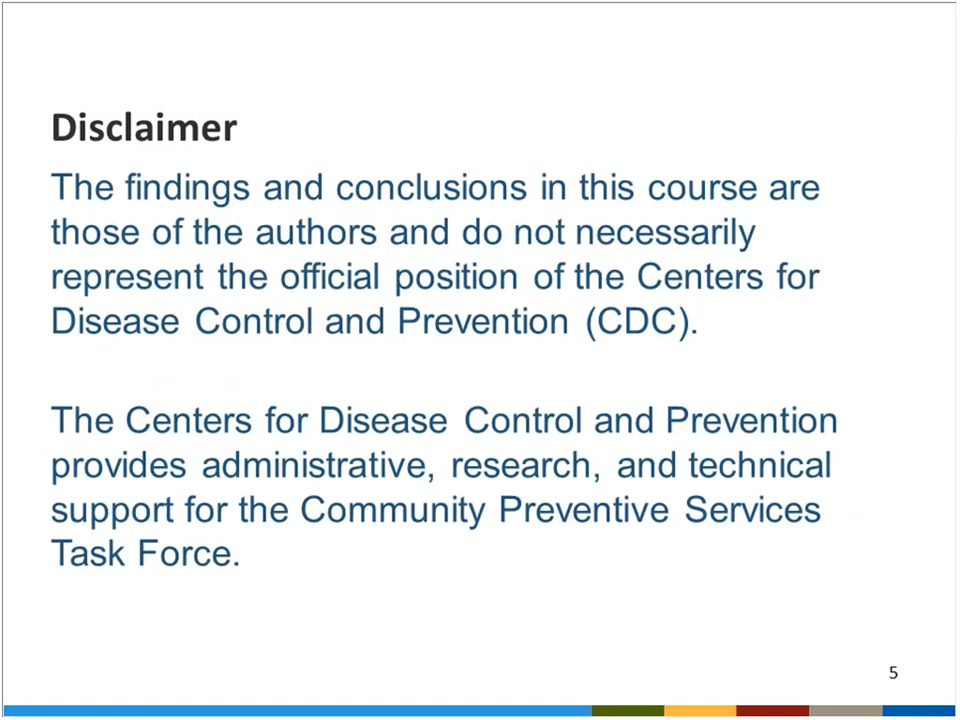 Disclaimer
The findings and conclusions in this course are
those of the authors and do not necessarily
represent the official position of the Centers for
Disease Control and Prevention (CDC).
The Centers for Disease Control and Prevention
provides administrative, research, and technical
support for the Community Preventive Services
Task Force.
5